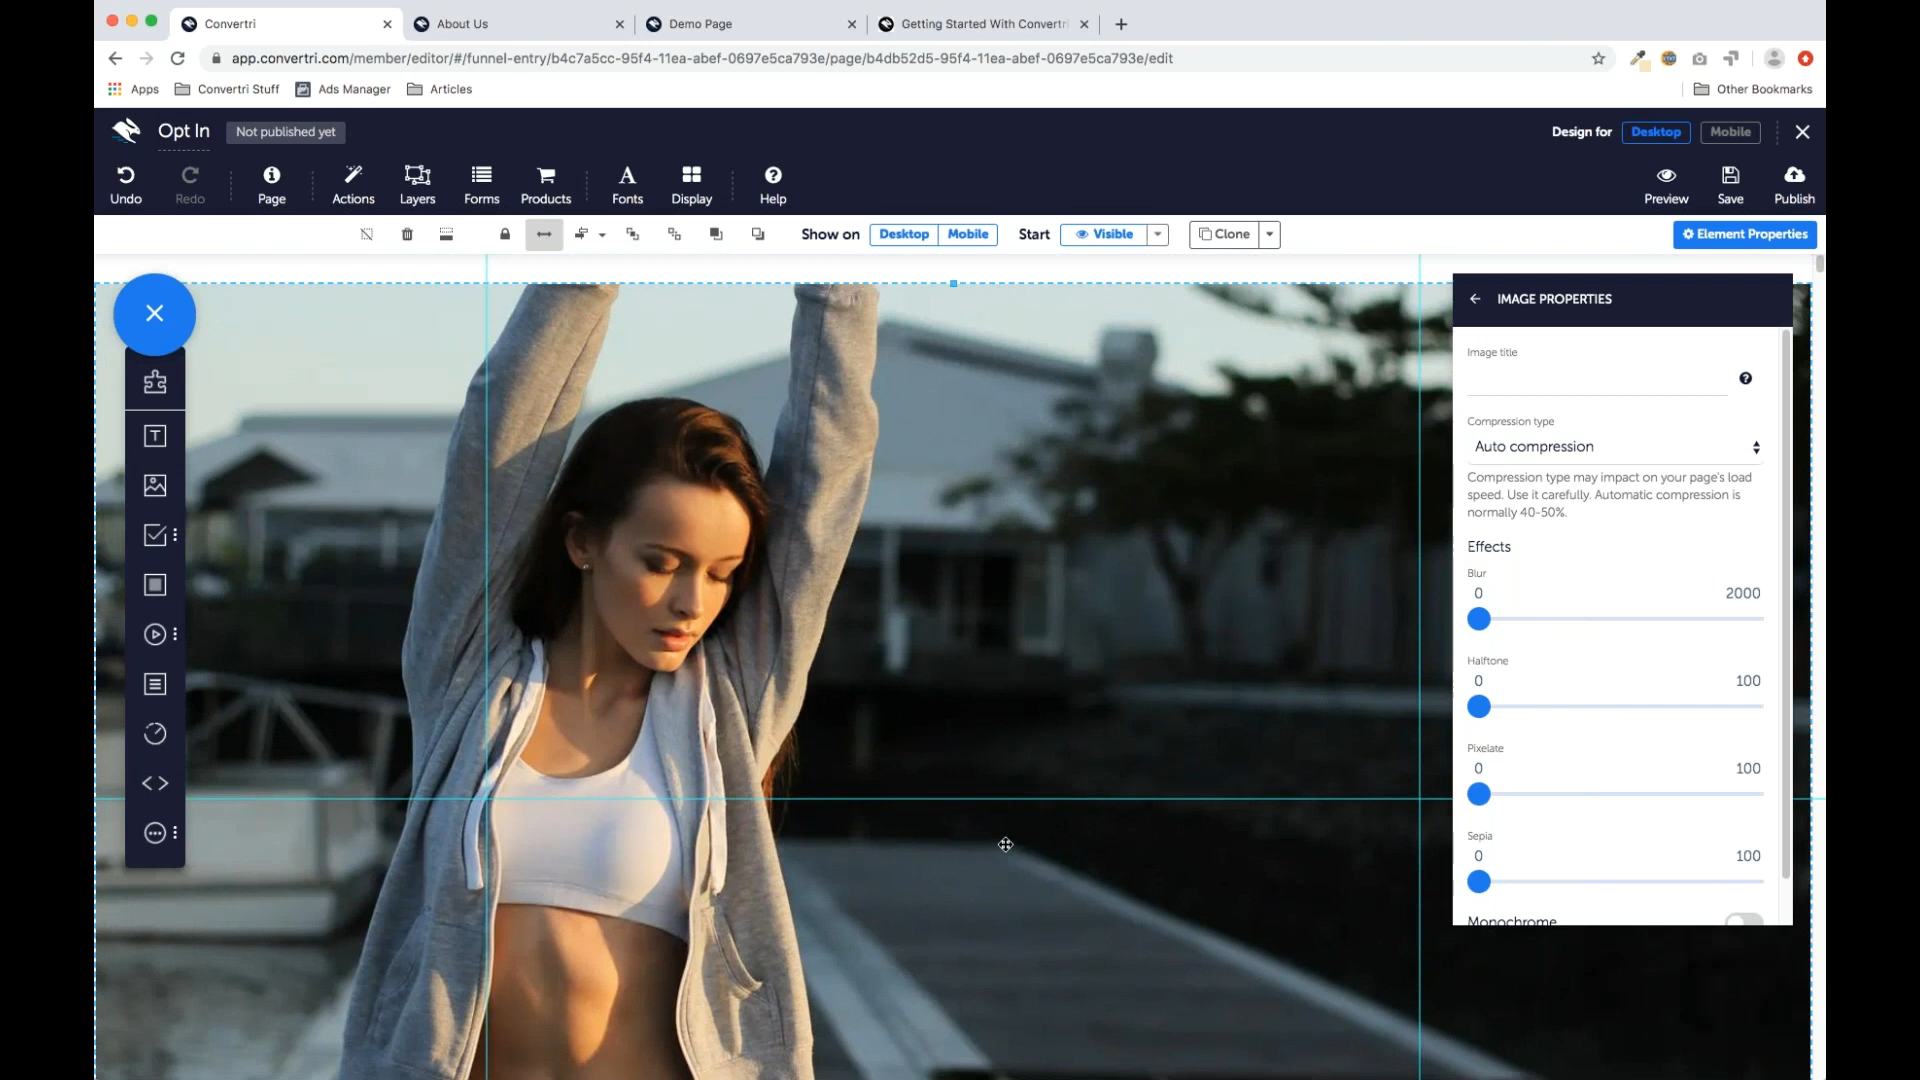 Convertri
About Us
Demo Page
Getting Started With Convertri
app.convertri.com/member/editor/#/funnel-entry/b4c7a5cc-95f4-11ea-abef-0697e5ca793e/page/b4db52d5-95f4-11ea-abef-0697e5ca793e/edit
Apps
Convertri Stuff
Ads Manager
Articles
Other Bookmarks
Opt In
Not published yet
Design for
Desktop
Mobile
Undo
Redo
Page
Actions
Layers
Forms
Products
Fonts
Display
Help
Preview
Save
Publish
Show on
Desktop
Mobile
Start
Visible
Clone
Element Properties
IMAGE PROPERTIES
Image title
Compression type
Auto compression
Compression type may impact on your page's load
speed. Use it carefully. Automatic compression is
normally 40-50%.
Effects
Blur
0 2000
Halftone
0 100
Pixelate
0 100
Sepia
0 100
Monochrome